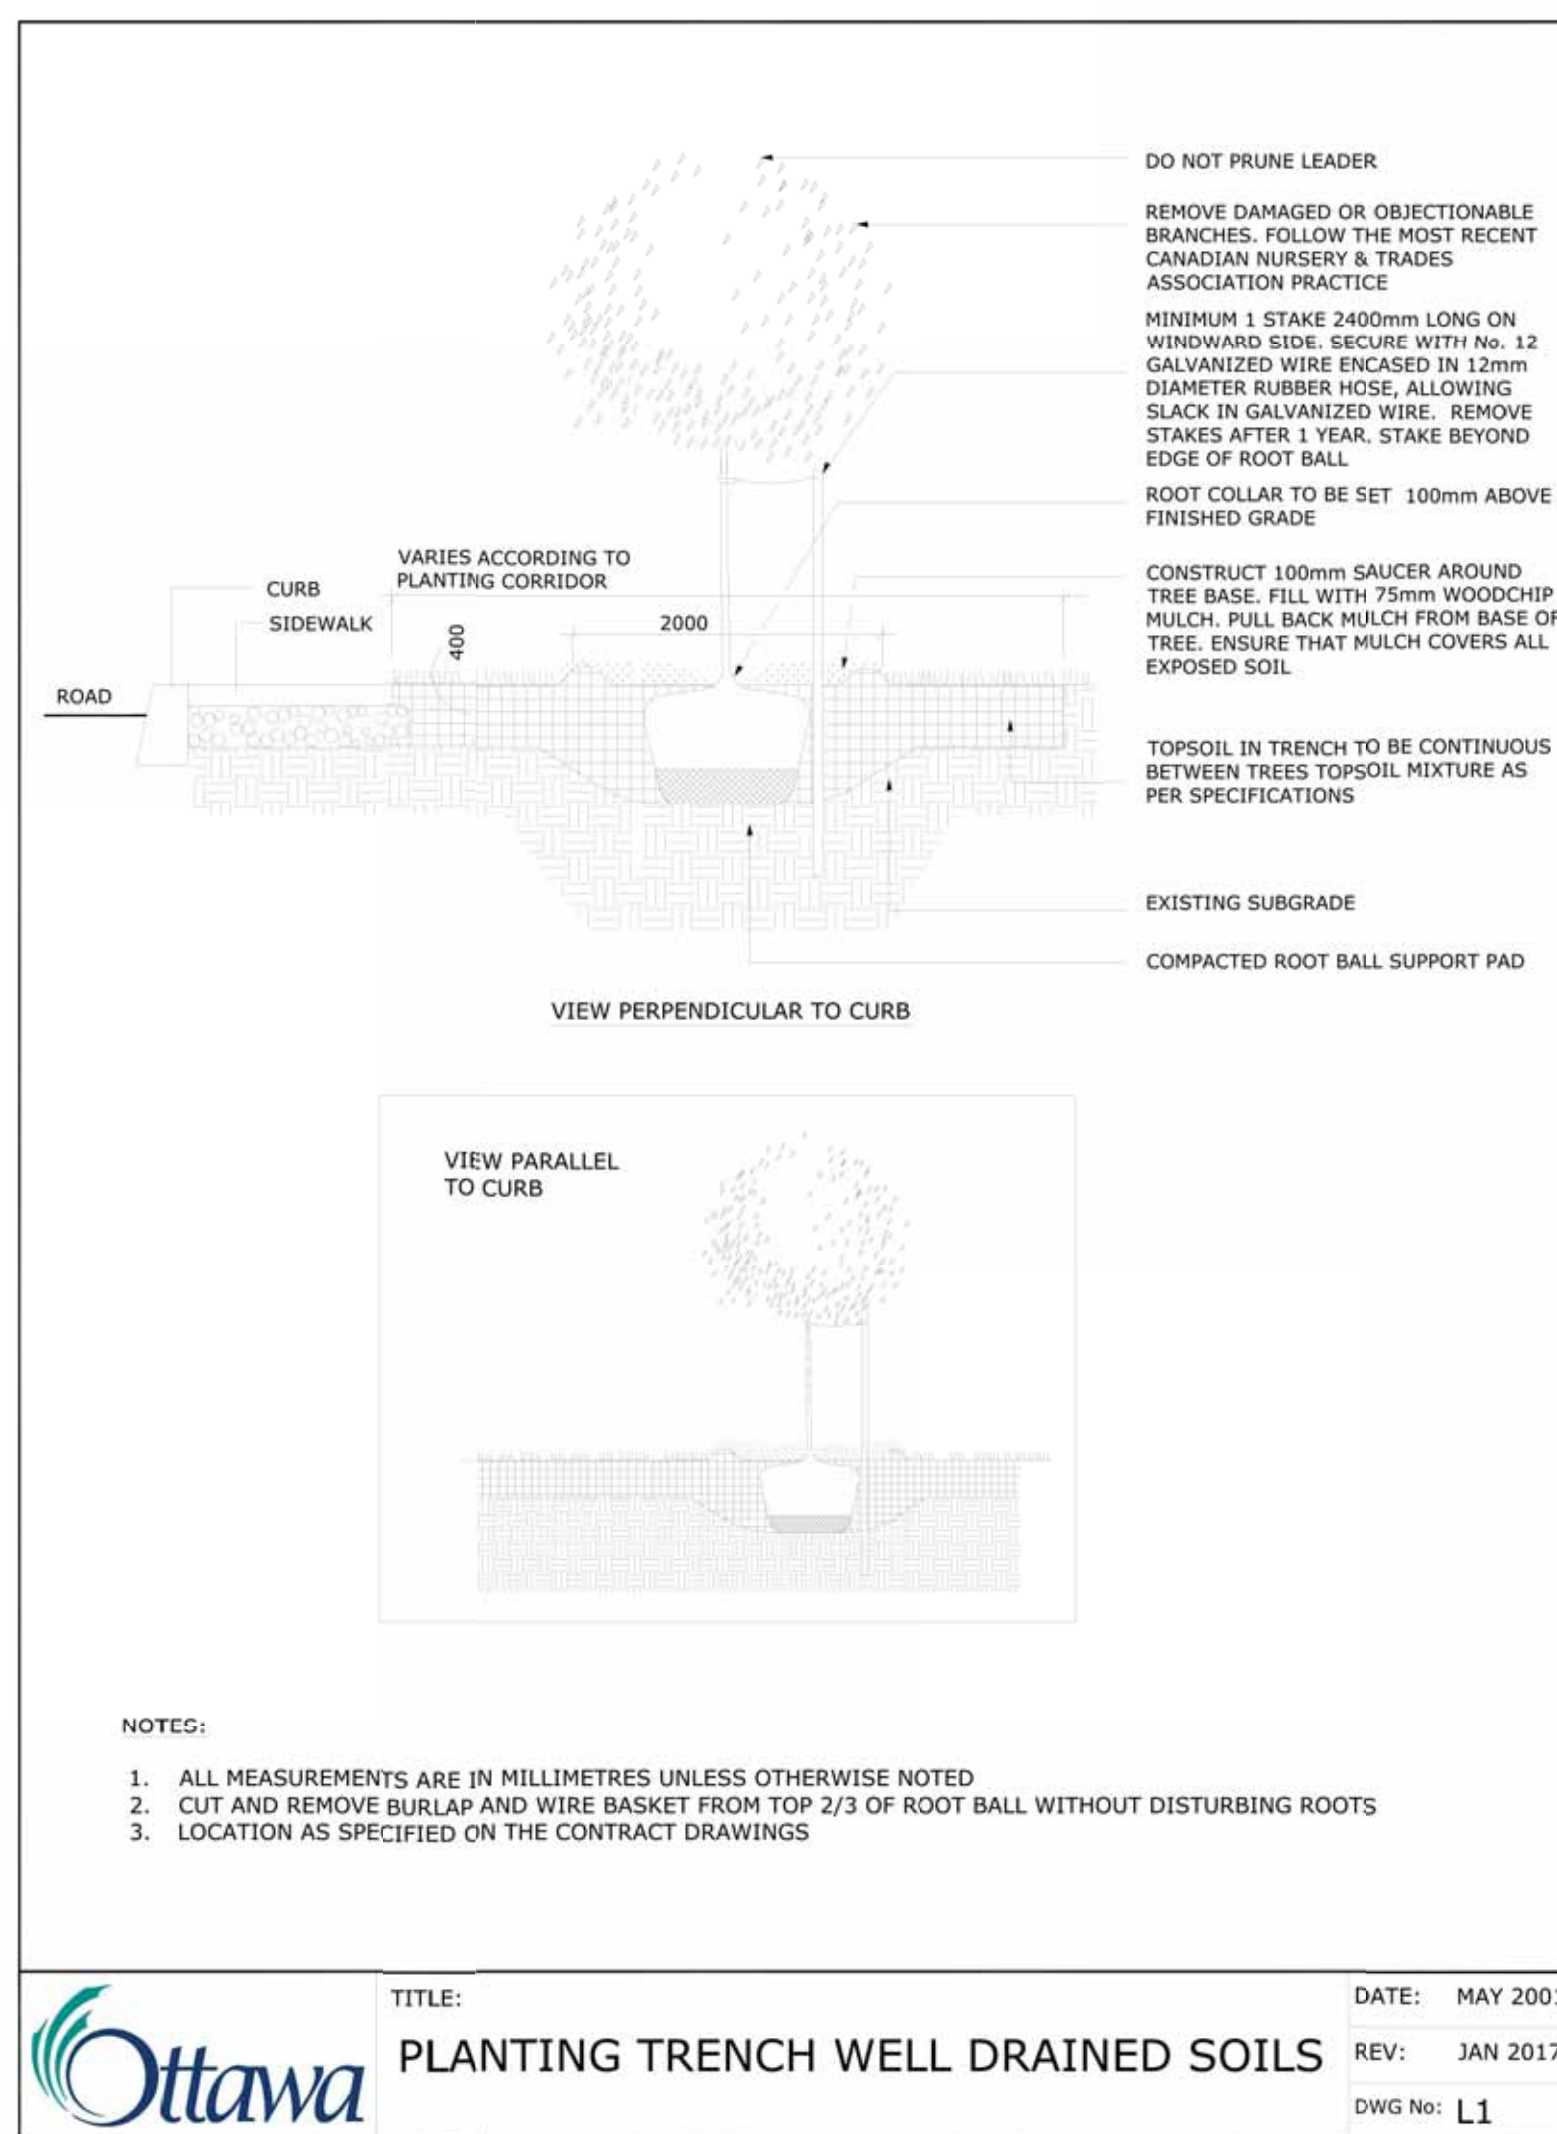 DO NOT PRUNE LEADER
REMOVE DAMAGED OR OBJECTIONABLE
BRANCHES. FOLLOW THE MOST RECENT
CANADIAN NURSERY & TRADES
ASSOCIATION PRACTICE
MINIMUM 1 STAKE 2400mm LONG ON
WINDWARD SIDE. SECURE WITH No. 12
GALVANIZED WIRE ENCASED IN 12mm
DIAMETER RUBBER HOSE, ALLOWING
SLACK IN GALVANIZED WIRE. REMOVE
STAKES AFTER 1 YEAR. STAKE BEYOND
EDGE OF ROOT BALL
ROOT COLLAR TO BE SET 100mm ABOVE
FINISHED GRADE
CONSTRUCT 100mm SAUCER AROUND
TREE BASE. FILL WITH 75mm WOODCHIP
MULCH. PULL BACK MULCH FROM BASE OF
TREE. ENSURE THAT MULCH COVERS ALL
EXPOSED SOIL
TOPSOIL IN TRENCH TO BE CONTINUOUS
BETWEEN TREES TOPSOIL MIXTURE AS
PER SPECIFICATIONS
EXISTING SUBGRADE
COMPACTED ROOT BALL SUPPORT PAD
VARIES ACCORDING TO
PLANTING CORRIDOR
CURB
SIDEWALK
400
2000
ROAD
VIEW PERPENDICULAR TO CURB
VIEW PARALLEL
TO CURB
NOTES:
1. ALL MEASUREMENTS ARE IN MILLIMETRES UNLESS OTHERWISE NOTED
2. CUT AND REMOVE BURLAP AND WIRE BASKET FROM TOP 2/3 OF ROOT BALL WITHOUT DISTURBING ROOTS
3. LOCATION AS SPECIFIED ON THE CONTRACT DRAWINGS
Ottawa
TITLE:
PLANTING TRENCH WELL DRAINED SOILS
DATE: MAY
REV: JAN 2017
DWG No: L1